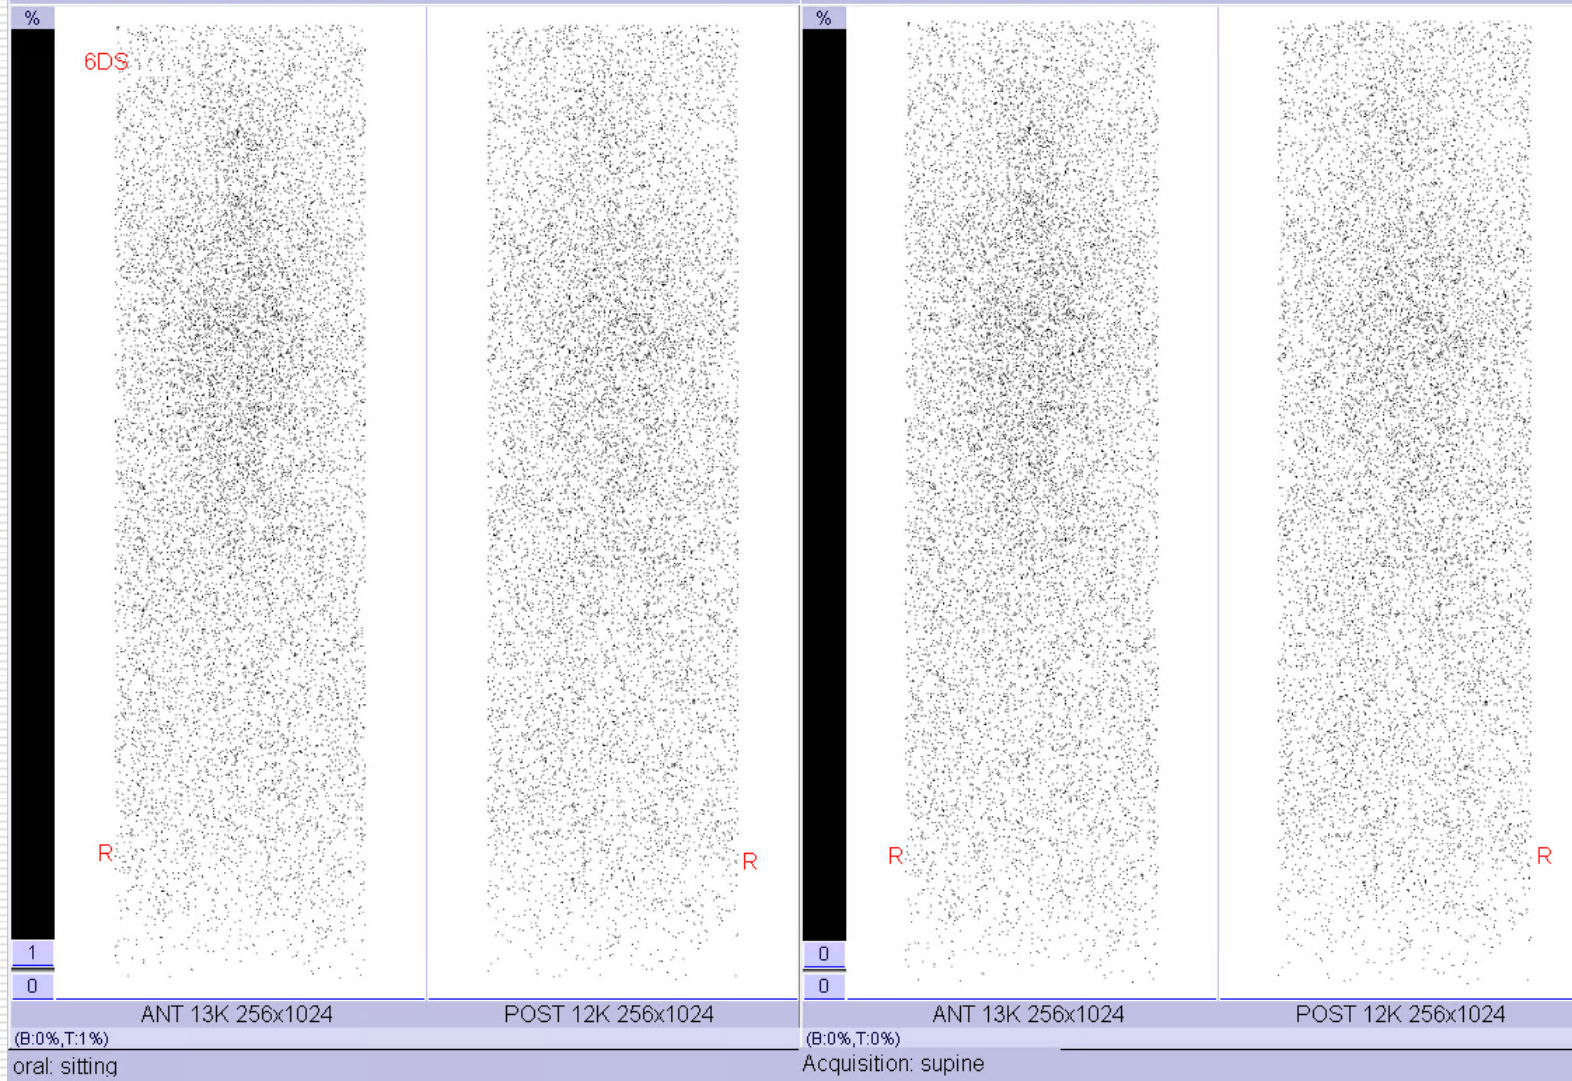 %
%
6DS
R
R
R
R
1
0
0
0
ANT 13K 256x1024
POST 12K 256x1024
ANT 13K 256x1024
POST 12K 256x1024
(B:0%,T:1%)
(B:0%,T:0%)
oral: sitting
Acquisition: supine